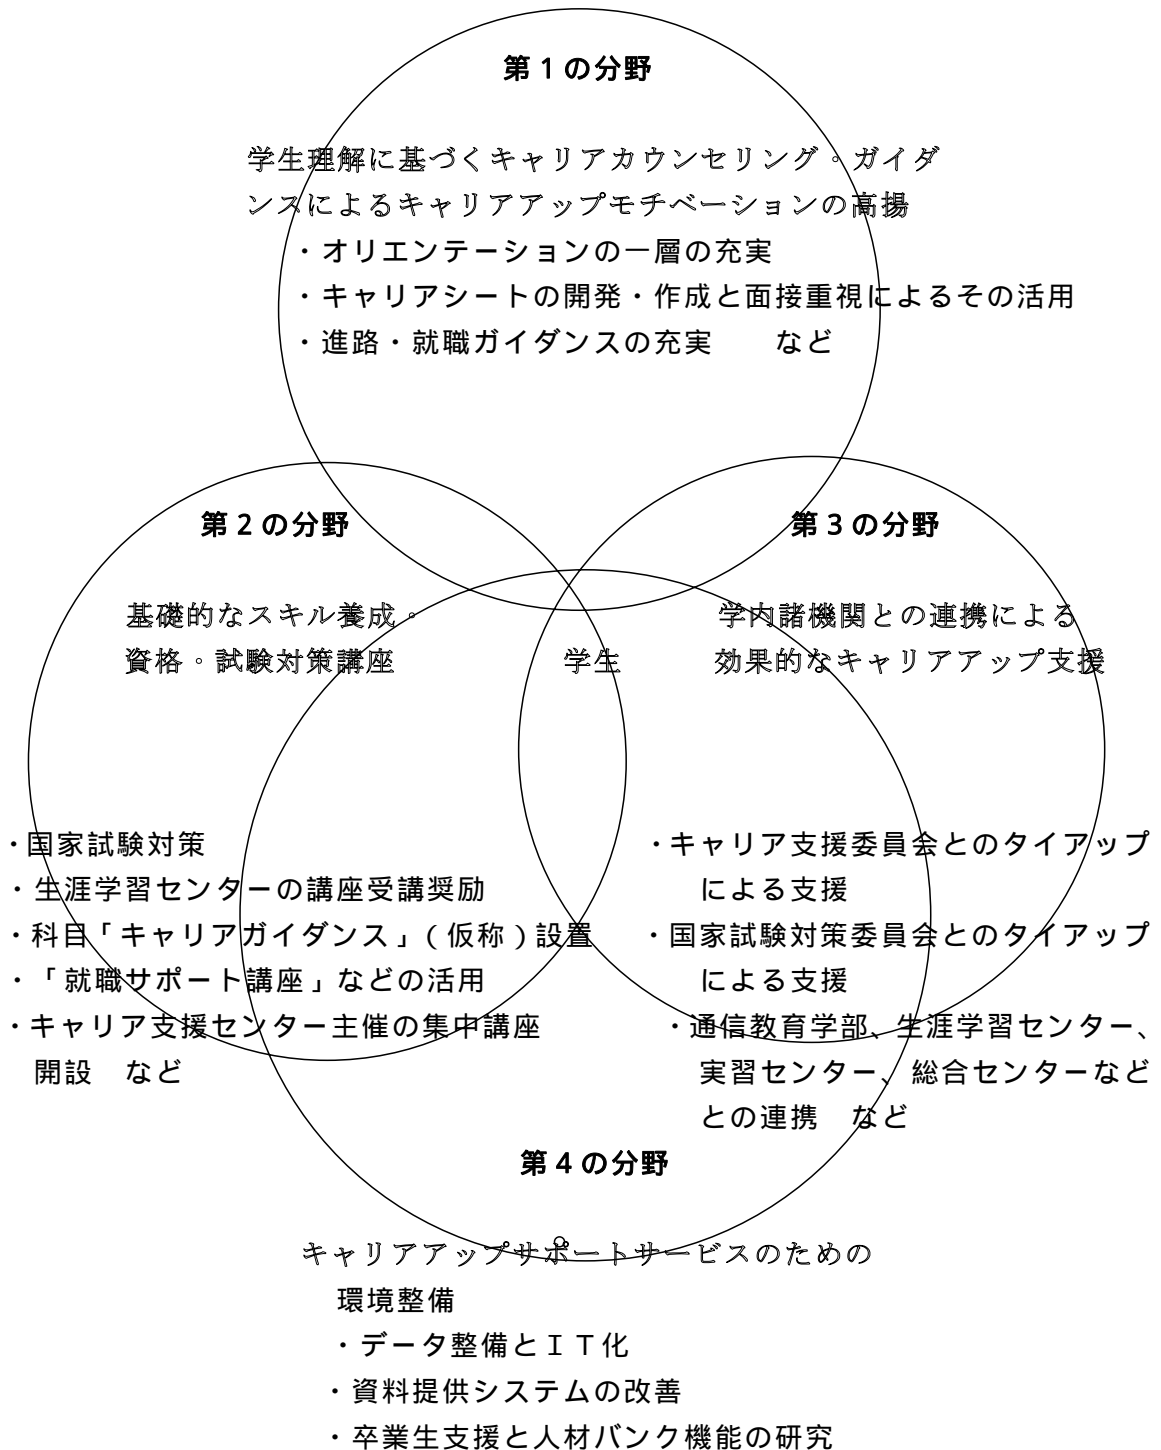 第1の分野
学生理解に基づくキャリアカウンセリング・ガイダ
ンスによるキャリアアップモチベーションの高揚
・オリエンテーションの一層の充実
・キャリアシートの開発・作成と面接重視によるその活用
・進路・就職ガイダンスの充実　　など
第2の分野
基礎的なスキル養成・
資格・試験対策講座
・国家試験対策
・生涯学習センターの講座受講奨励
・科目「キャリアガイダンス」(仮称)設置
・「就職サポート講座」などの活用
・キャリア支援センター主催の集中講座
開設　など
学生
第3の分野
学内諸機関との連携による
効果的なキャリアアップ支援
・キャリア支援委員会とのタイアップ
による支援
・国家試験対策委員会とのタイアップ
による支援
・通信教育学部、生涯学習センター、
実習センター、総合センターなど
との連携　など
第4の分野
キャリアアップサポートサービスのための
環境整備
・データ整備とＩＴ化
・資料提供システムの改善
・卒業生支援と人材バンク機能の研究